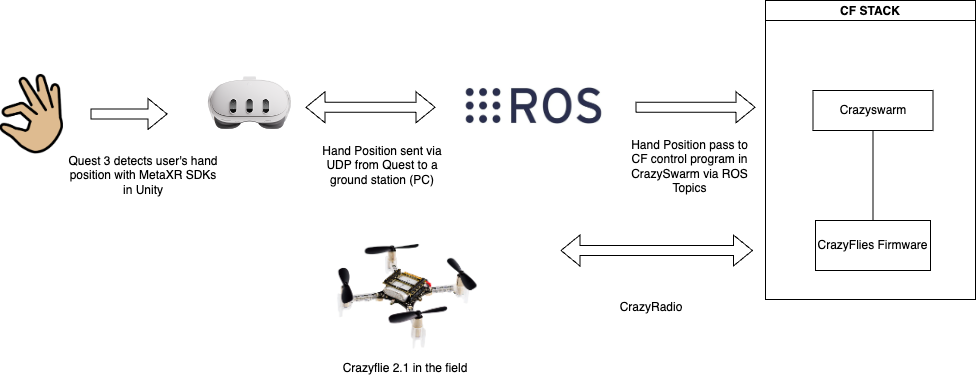 CF STACK
ROS
Crazyswarm
Quest 3 detects user's hand
position with MetaXR SDKs
in Unity
Hand Position sent via
UDP from Quest to a
ground station (PC)
Hand Position pass to
CF control program in
CrazySwarm via ROS
Topics
CrazyFlies Firmware
CrazyRadio
Crazyflie 2.1 in the field